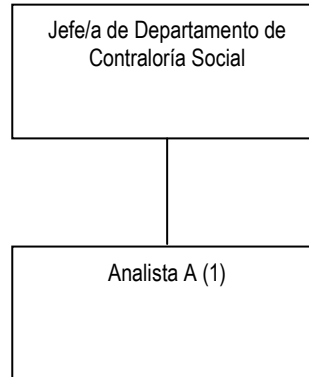 Jefe/a de Departamento de
Contraloría Social
Analista A (1)